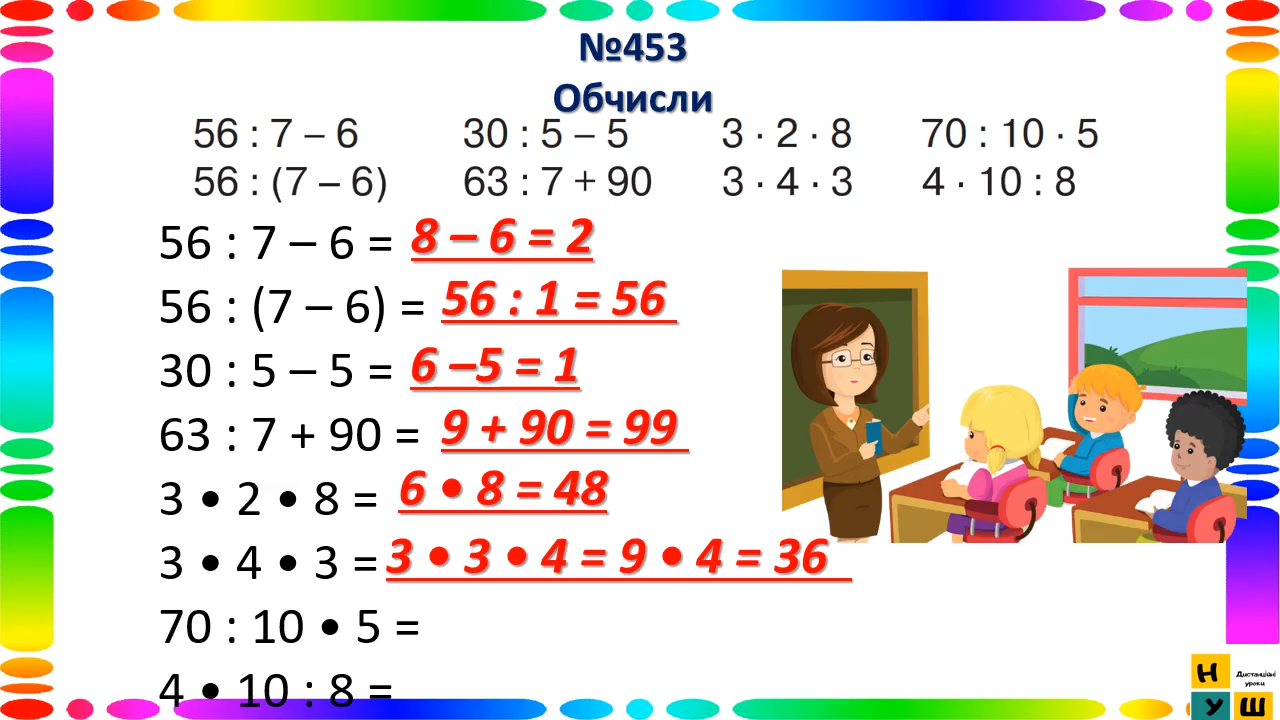 №453
Обчисли
56 : 7 – 6 30 : 5 – 5 3 · 2 · 8 70 : 10 · 5
56 : (7 – 6) 63 : 7 + 90 3 · 4 · 3 4 · 10 : 8
56 : 7 – 6 = 8 – 6 = 2
56 : (7 – 6) = 56 : 1 = 56
30 : 5 – 5 = 6 –5 = 1
63 : 7 + 90 = 9 + 90 = 99
3 • 2 • 8 = 6 • 8 = 48
3 • 4 • 3 = 3 • 3 • 4 = 9 • 4 = 36
70 : 10 • 5 =
4 • 10 : 8 =
Н
Дистанційні
уроки
У Ш